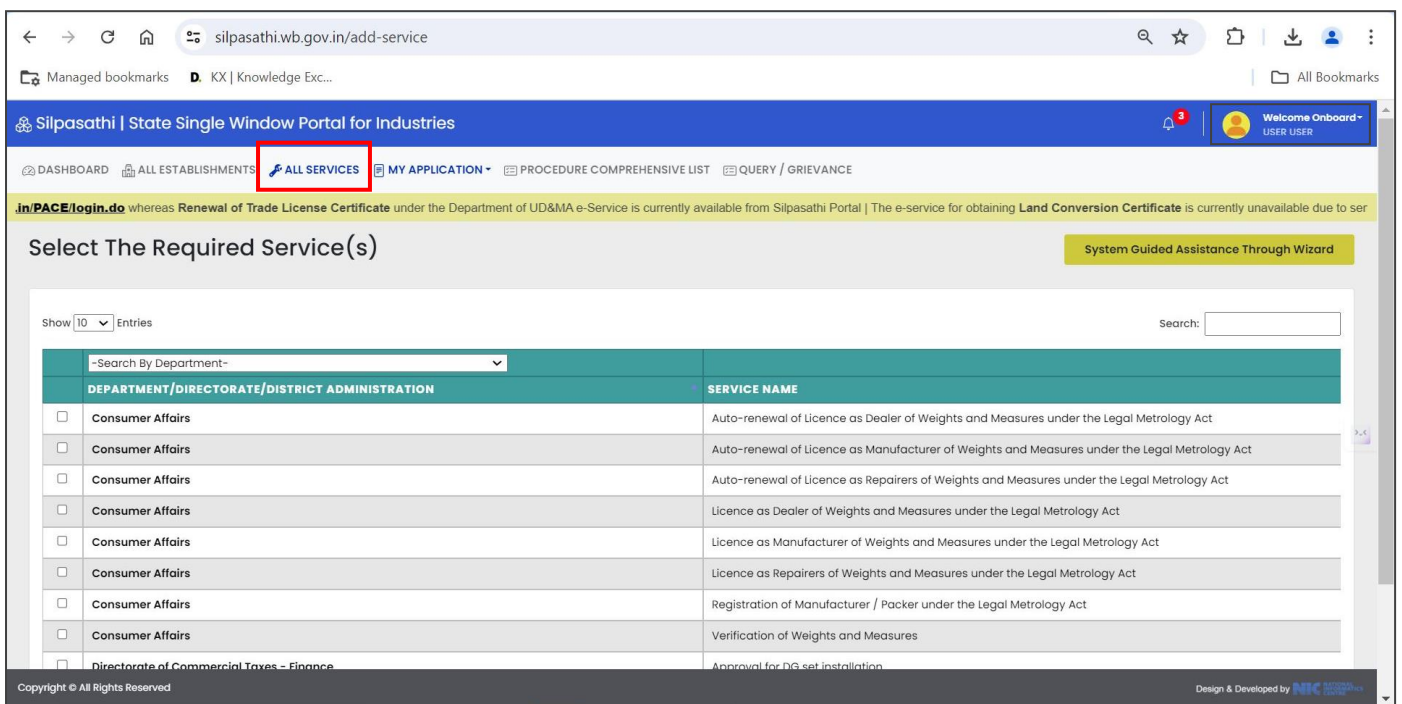 silpasathi.wb.gov.in/add-service
Managed bookmarks D. KX | Knowledge Exc... All Bookmarks
Silpasathi | State Single Window Portal for Industries 3 Welcome Onboard
USER USER
DASHBOARD ALL ESTABLISHMENTS ALL SERVICES MY APPLICATION PROCEDURE COMPREHENSIVE LIST QUERY / GRIEVANCE
.in/PACE/login.do whereas Renewal of Trade License Certificate under the Department of UD&MA e-Service is currently available from Silpasathi Portal | The e-service for obtaining Land Conversion Certificate is currently unavailable due to ser
Select The Required Service(s) System Guided Assistance Through Wizard
Show 10 Entries Search:
-Search By Department-
DEPARTMENT/DIRECTORATE/DISTRICT ADMINISTRATION SERVICE NAME
Consumer Affairs Auto-renewal of Licence as Dealer of Weights and Measures under the Legal Metrology Act
Consumer Affairs Auto-renewal of Licence as Manufacturer of Weights and Measures under the Legal Metrology Act
Consumer Affairs Auto-renewal of Licence as Repairers of Weights and Measures under the Legal Metrology Act
Consumer Affairs Licence as Dealer of Weights and Measures under the Legal Metrology Act
Consumer Affairs Licence as Manufacturer of Weights and Measures under the Legal Metrology Act
Consumer Affairs Licence as Repairers of Weights and Measures under the Legal Metrology Act
Consumer Affairs Registration of Manufacturer / Packer under the Legal Metrology Act
Consumer Affairs Verification of Weights and Measures
Directorate of Commercial Taxes - Finance Approval for DG set installation
Copyright © All Rights Reserved Design & Developed by NIC